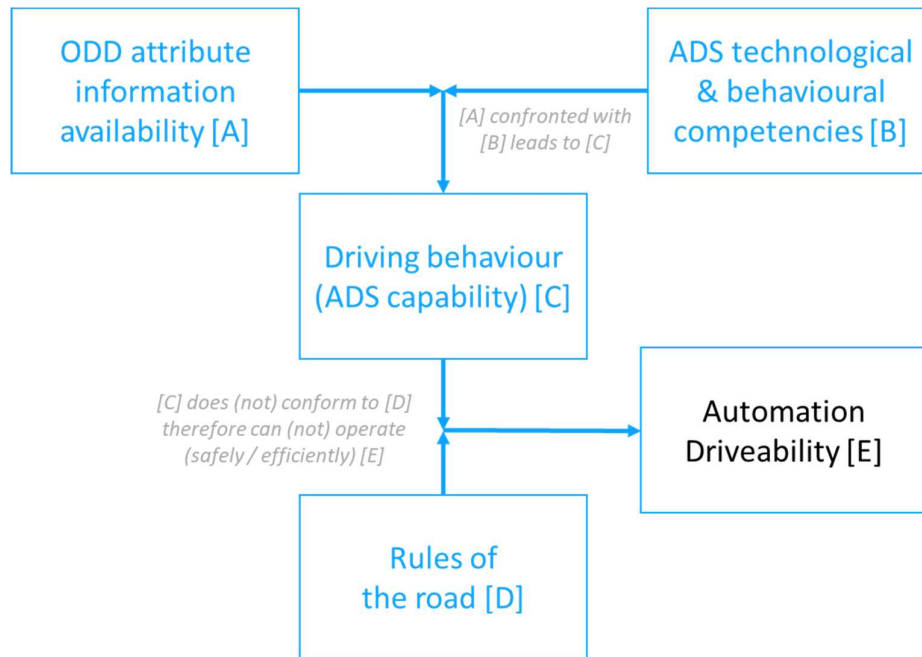 ODD attribute
information
availability [A]
ADS technological
& behavioural
competencies [B]
[A] confronted with
[B] leads to [C]
Driving behaviour
(ADS capability) [C]
[C] does (not) conform to [D]
therefore can (not) operate
(safely / efficiently) [E]
Automation
Driveability [E]
Rules of
the road [D]